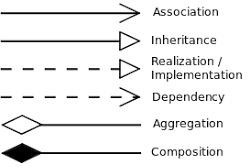 Association
Inheritance
Realization /
Implementation
Dependency
Aggregation
Composition